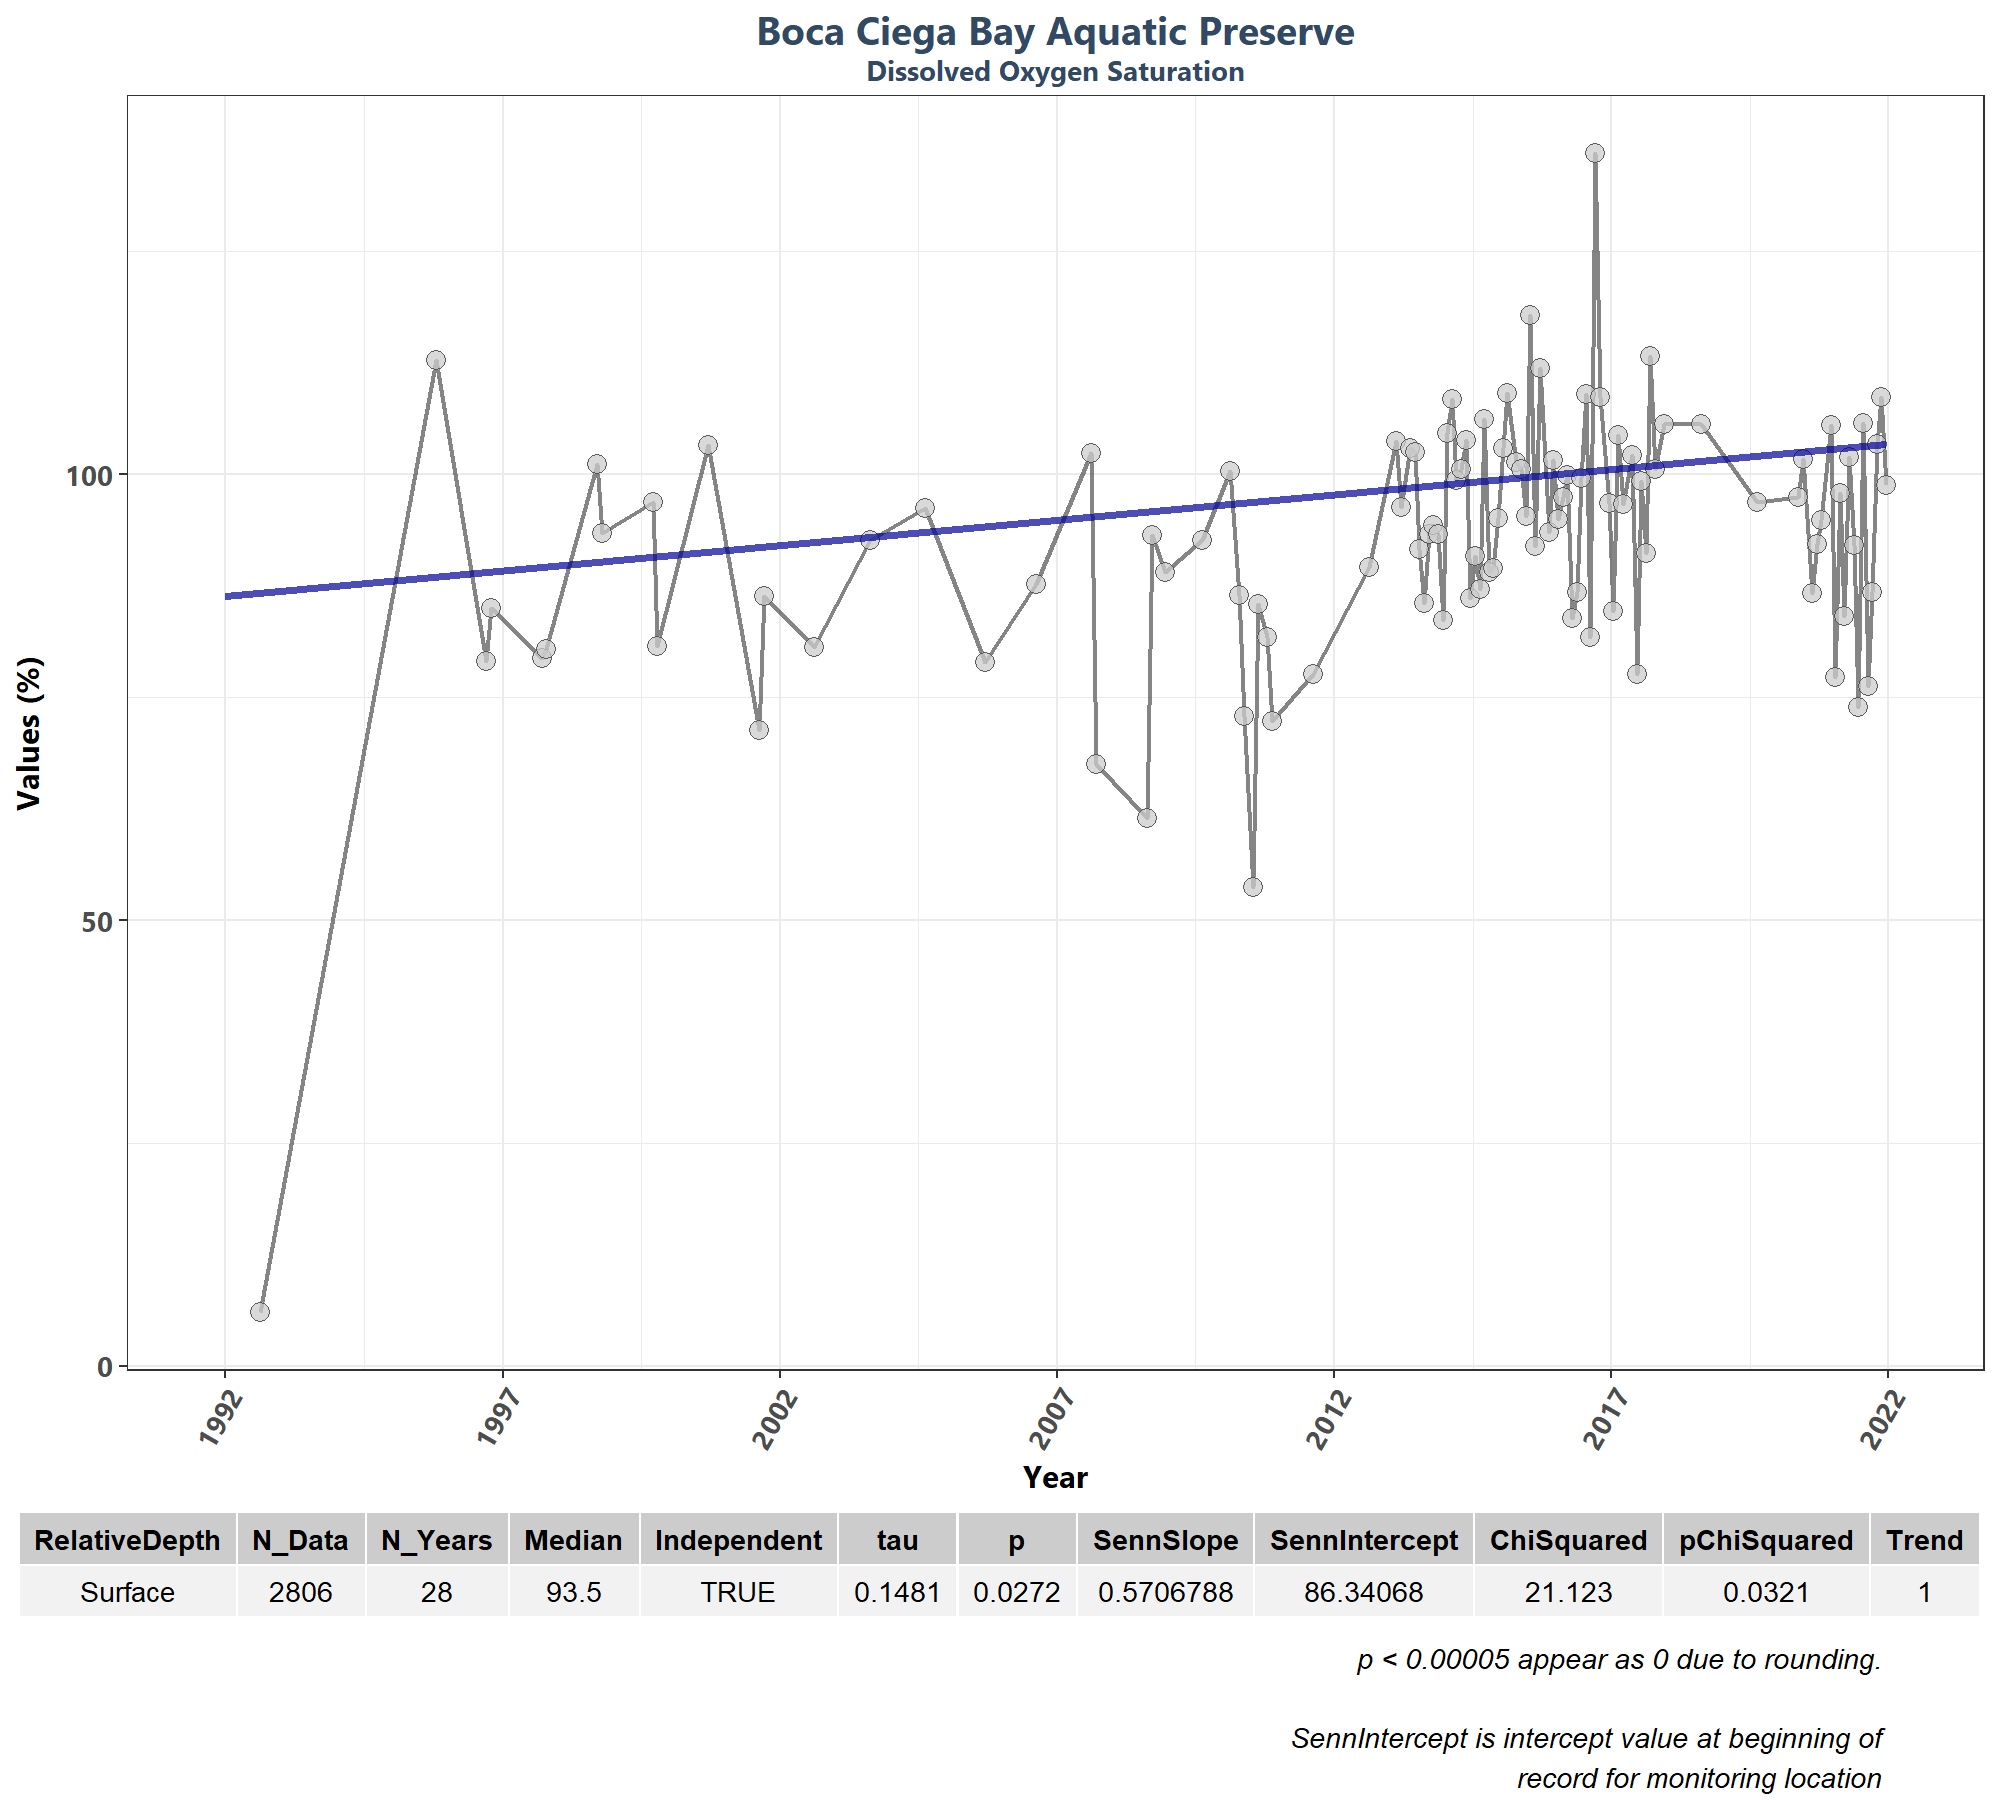 Boca Ciega Bay Aquatic Preserve
Dissolved Oxygen Saturation
Values (%)
100
50
0
1992 1997 2002 2007 2012 2017 2022
Year
RelativeDepth N_Data N_Years Median Independent tau p SennSlope SennIntercept ChiSquared pChiSquared Trend
Surface 2806 28 93.5 TRUE 0.1481 0.0272 0.5706788 86.34068 21.123 0.0321 1
p < 0.00005 appear as 0 due to rounding.
SennIntercept is intercept value at beginning of
record for monitoring location